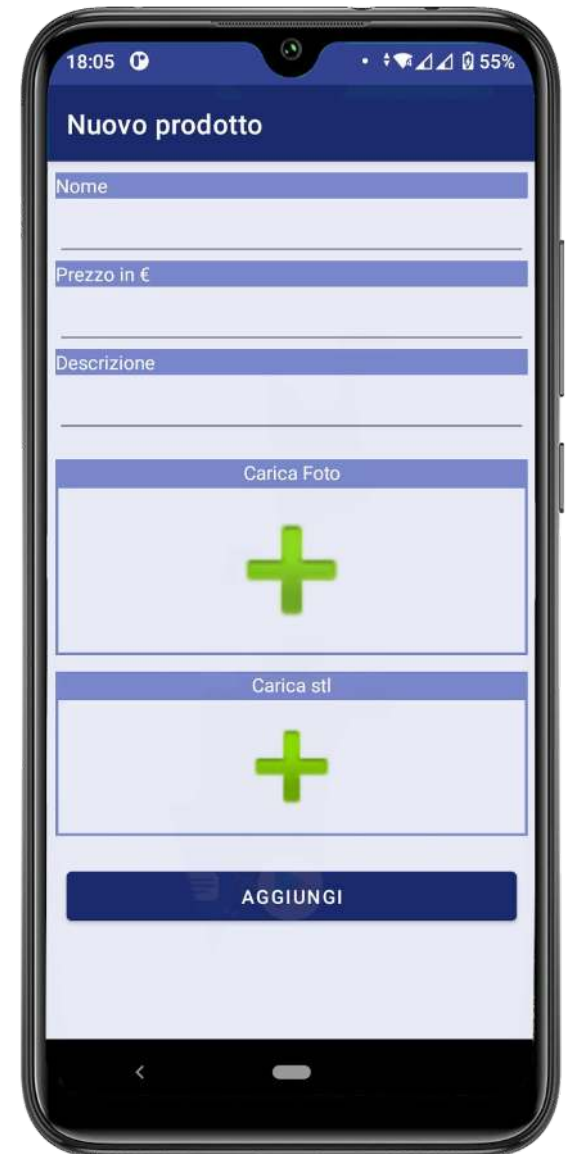 18:05
55%
Nuovo prodotto
Nome
Prezzo in €
Descrizione
Carica Foto
Carica stl
AGGIUNGI